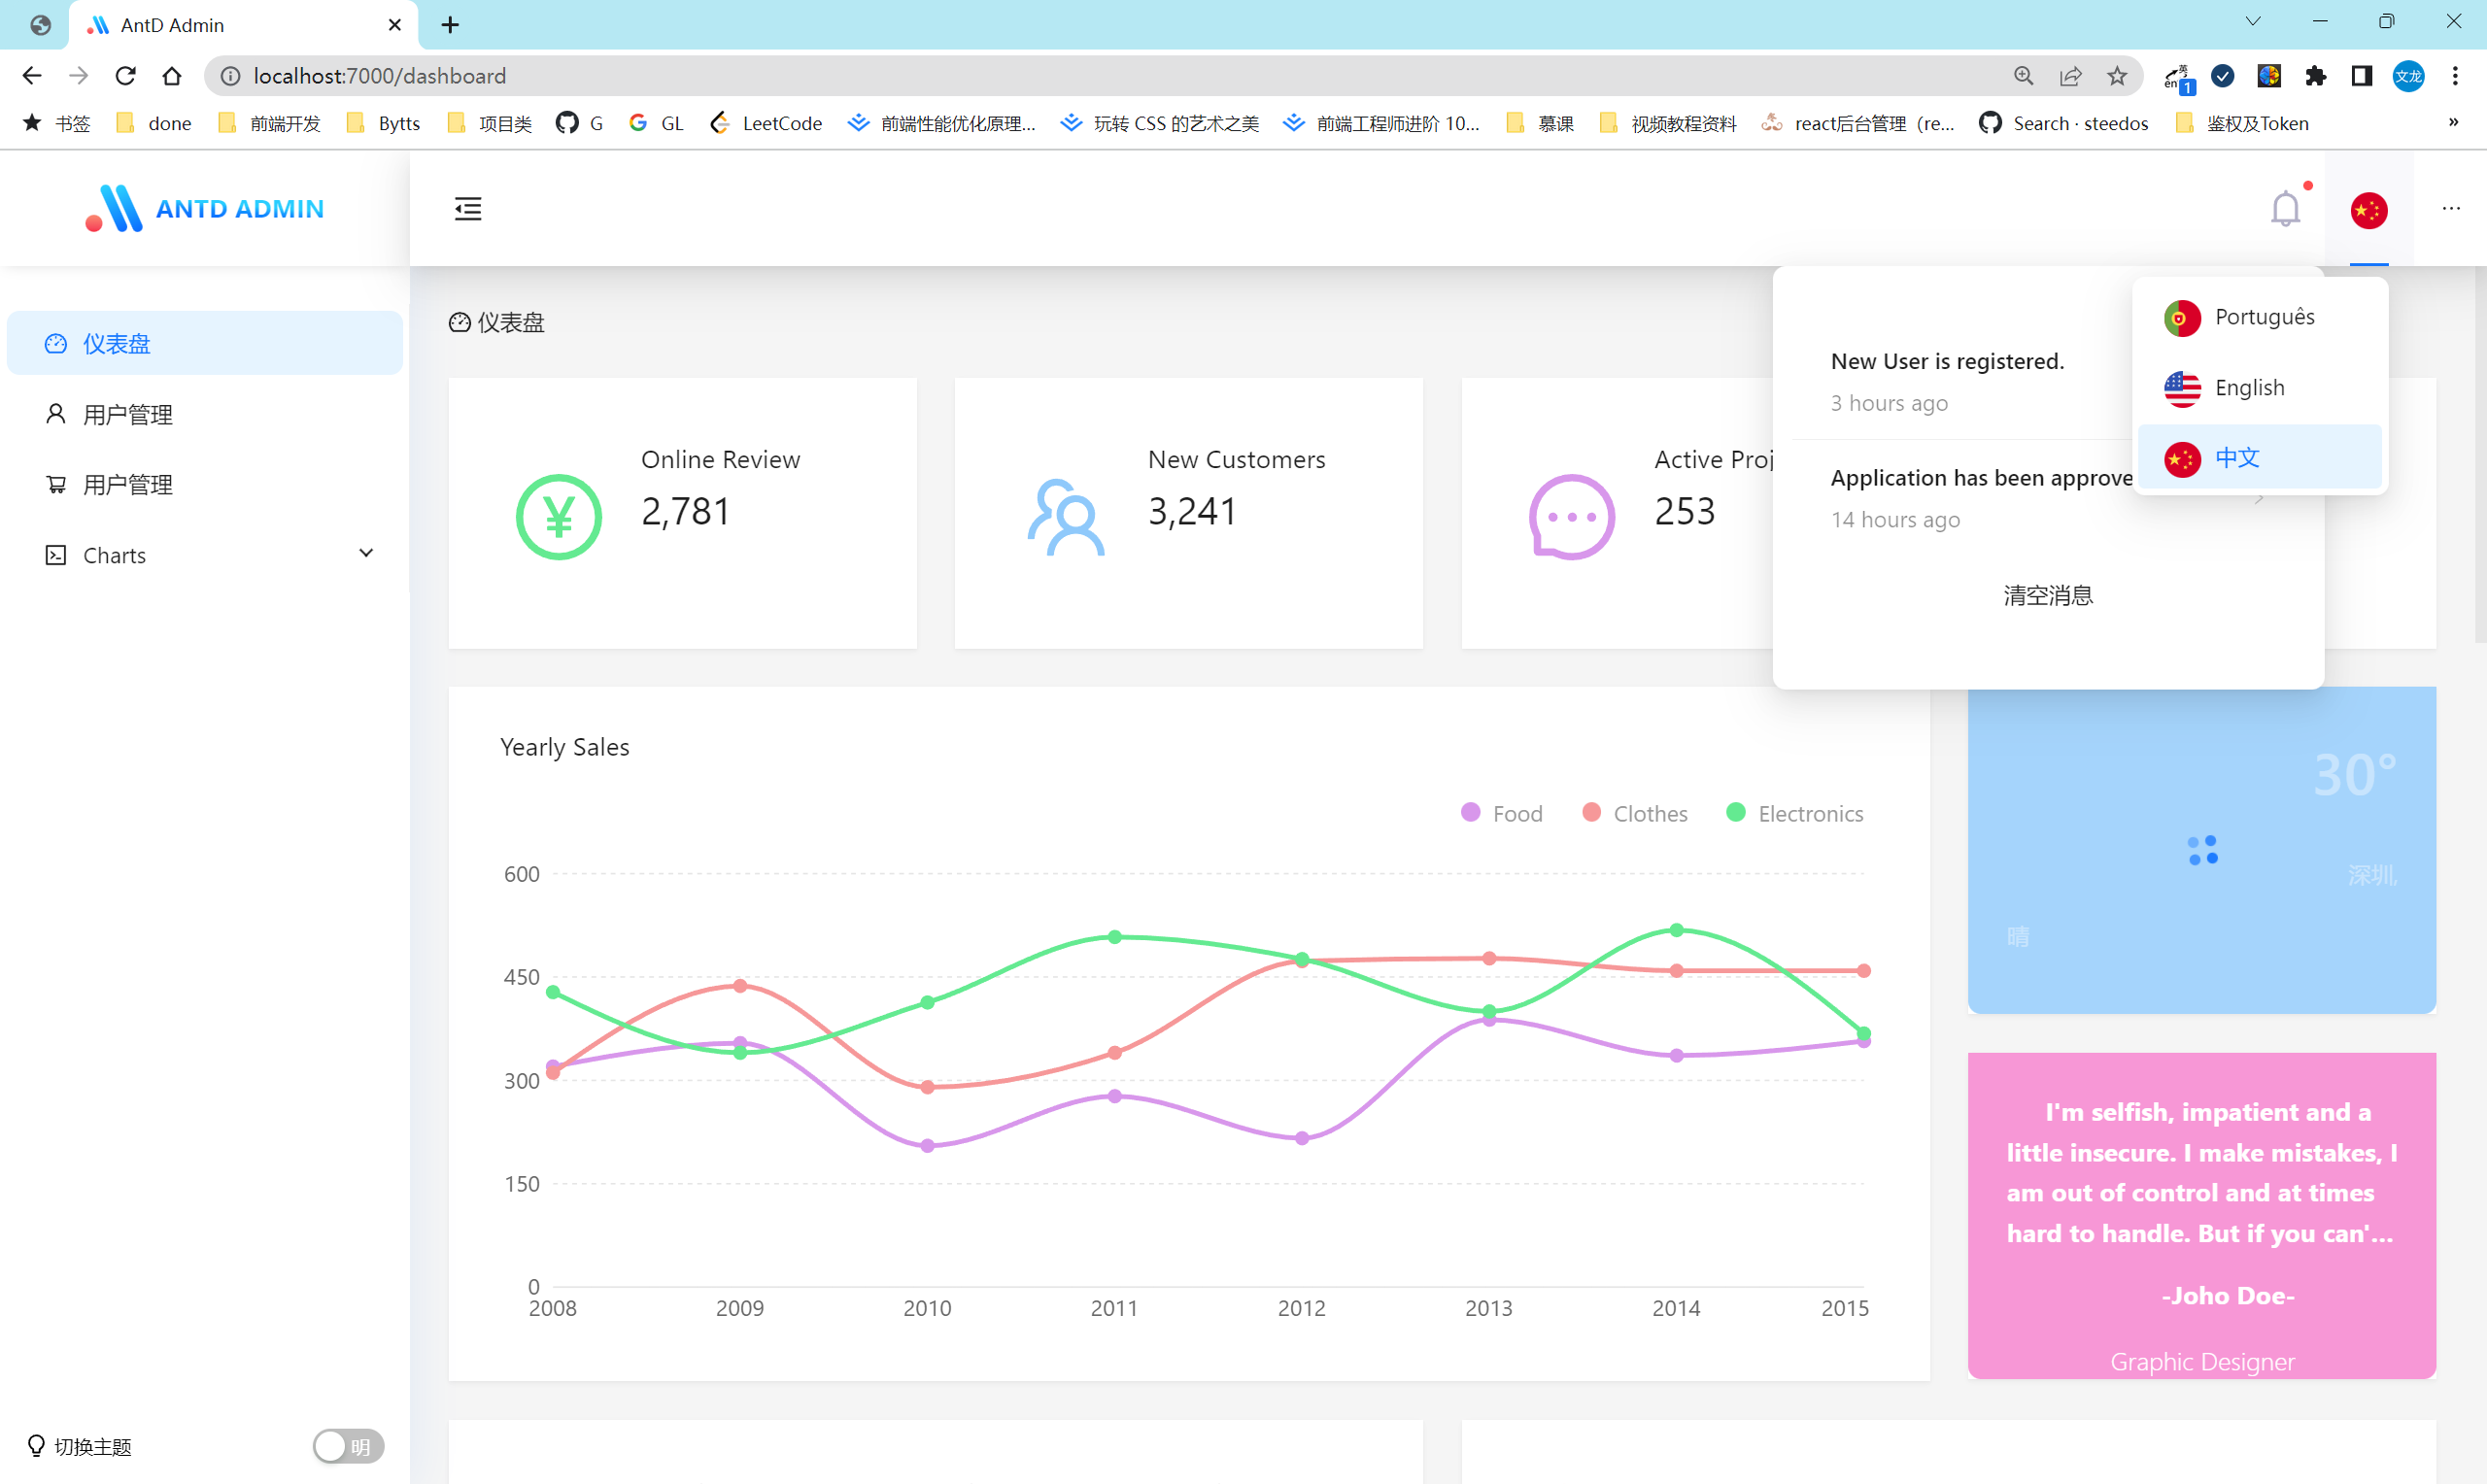 AntD Admin
localhost:7000/dashboard
英
en
1
文龙
书签
done
前端开发
Bytts
项目类
G
GL
LeetCode
前端性能优化原理...
玩转 CSS 的艺术之美
前端工程师进阶 10...
慕课
视频教程资料
react后台管理（re...
Search · steedos
鉴权及Token
»
ANTD ADMIN
仪表盘
用户管理
用户管理
Charts
切换主题
明
仪表盘
Online Review
2,781
New Customers
3,241
Active Proj
253
New User is registered.
3 hours ago
Application has been approve
14 hours ago
清空消息
Português
English
中文
Yearly Sales
Food
Clothes
Electronics
600
450
300
150
0
2008
2009
2010
2011
2012
2013
2014
2015
30°
深圳,
晴
I'm selfish, impatient and a
little insecure. I make mistakes, I
am out of control and at times
hard to handle. But if you can'...
-Joho Doe-
Graphic Designer